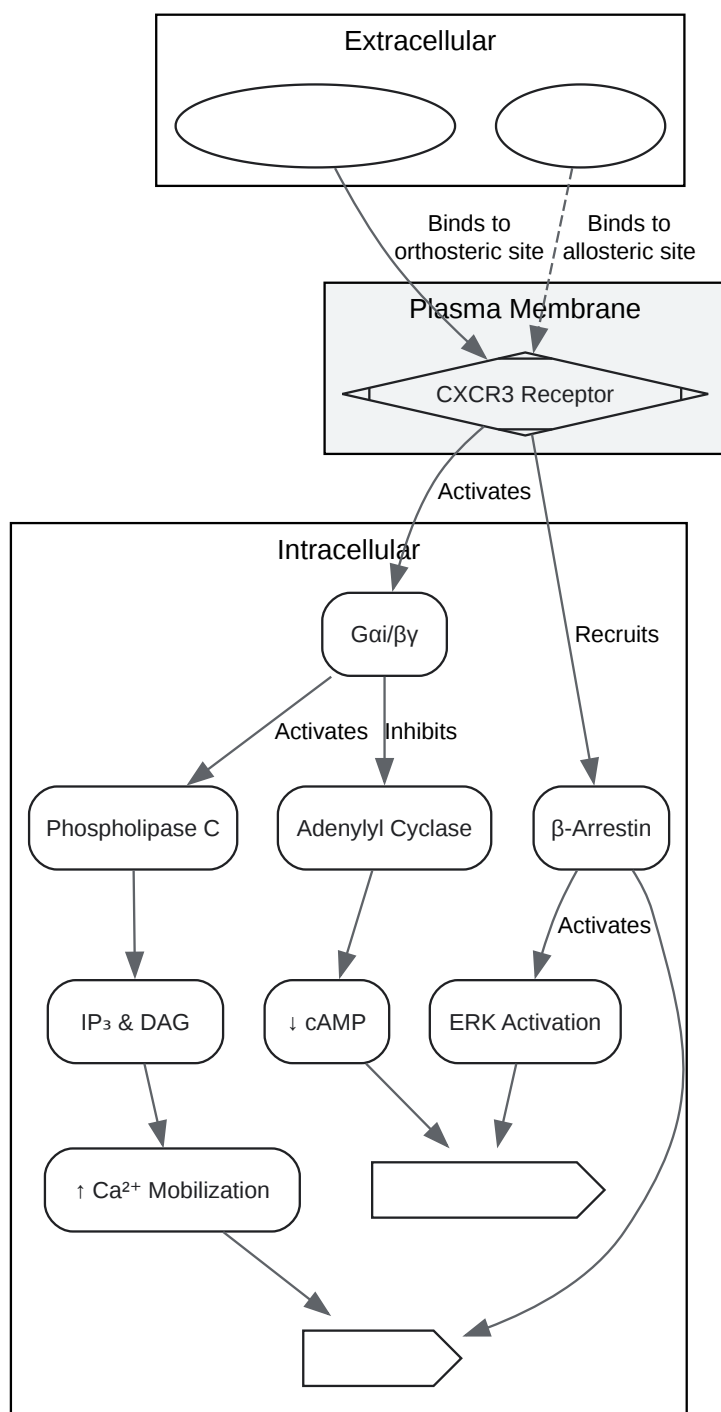 Extracellular
Binds to
orthosteric site
Binds to
allosteric site
Plasma Membrane
CXCR3 Receptor
Activates
Intracellular
Gαi/βγ
Recruits
Activates
Inhibits
Phospholipase C
Adenylyl Cyclase
β-Arrestin
Activates
IP₃ & DAG
↓ cAMP
ERK Activation
↑ Ca²⁺ Mobilization